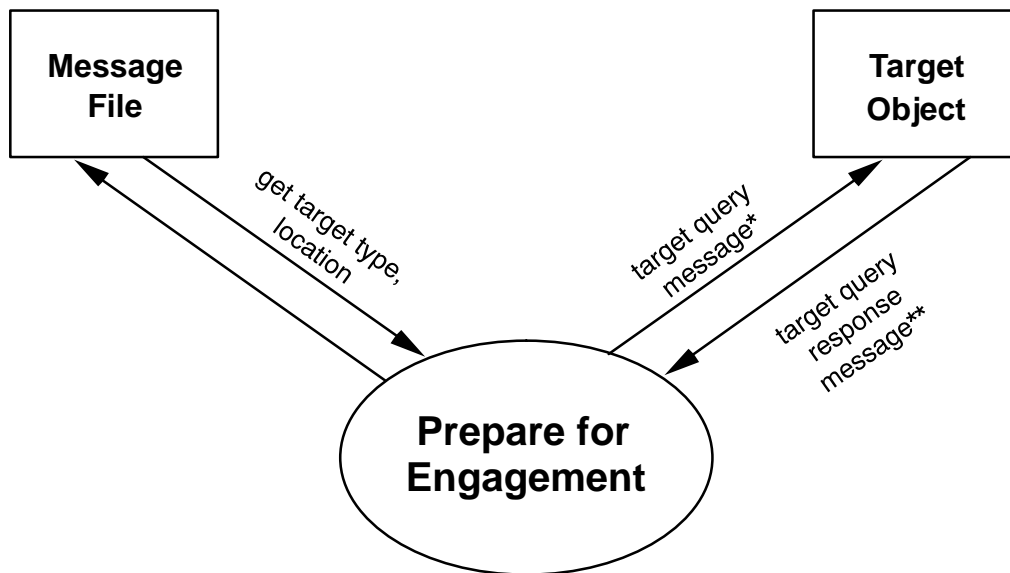 Message
File
Target
Object
get target type,
location
target query
message*
target query
response
message**
Prepare for
Engagement